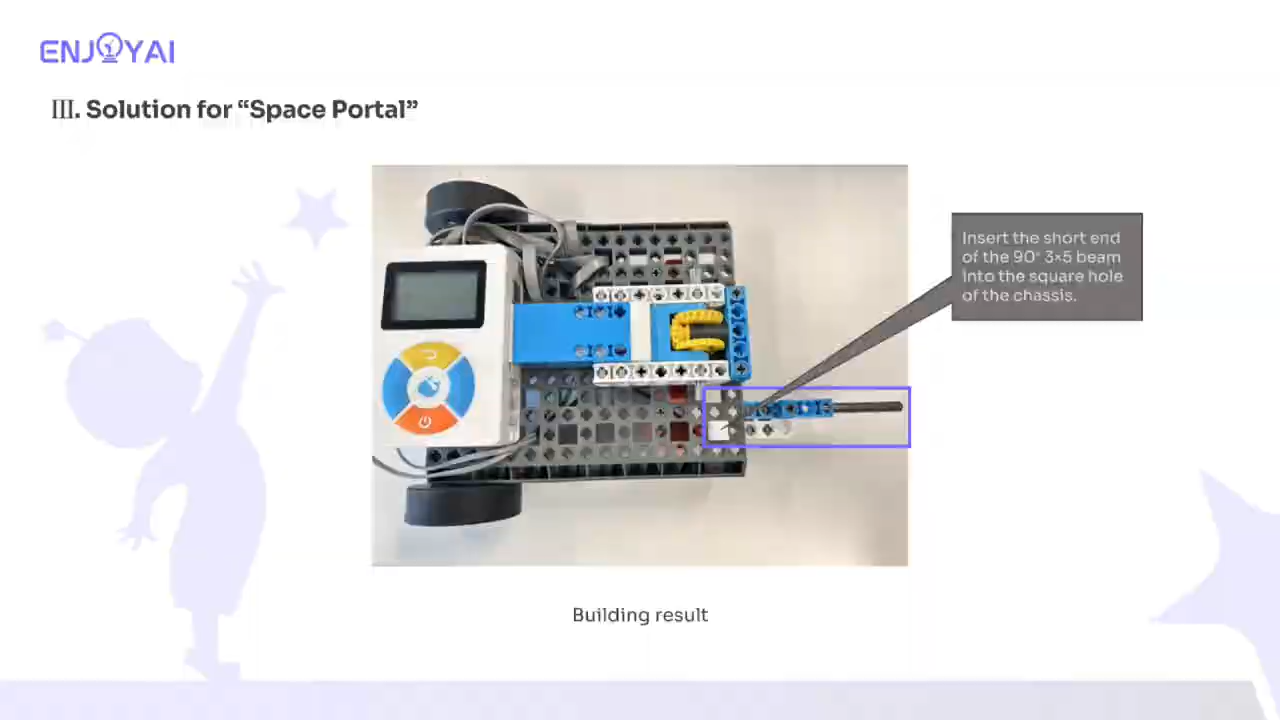 ENJOYAI
III. Solution for “Space Portal”
Insert the short end
of the 90° 3×5 beam
into the square hole
of the chassis.
Building result